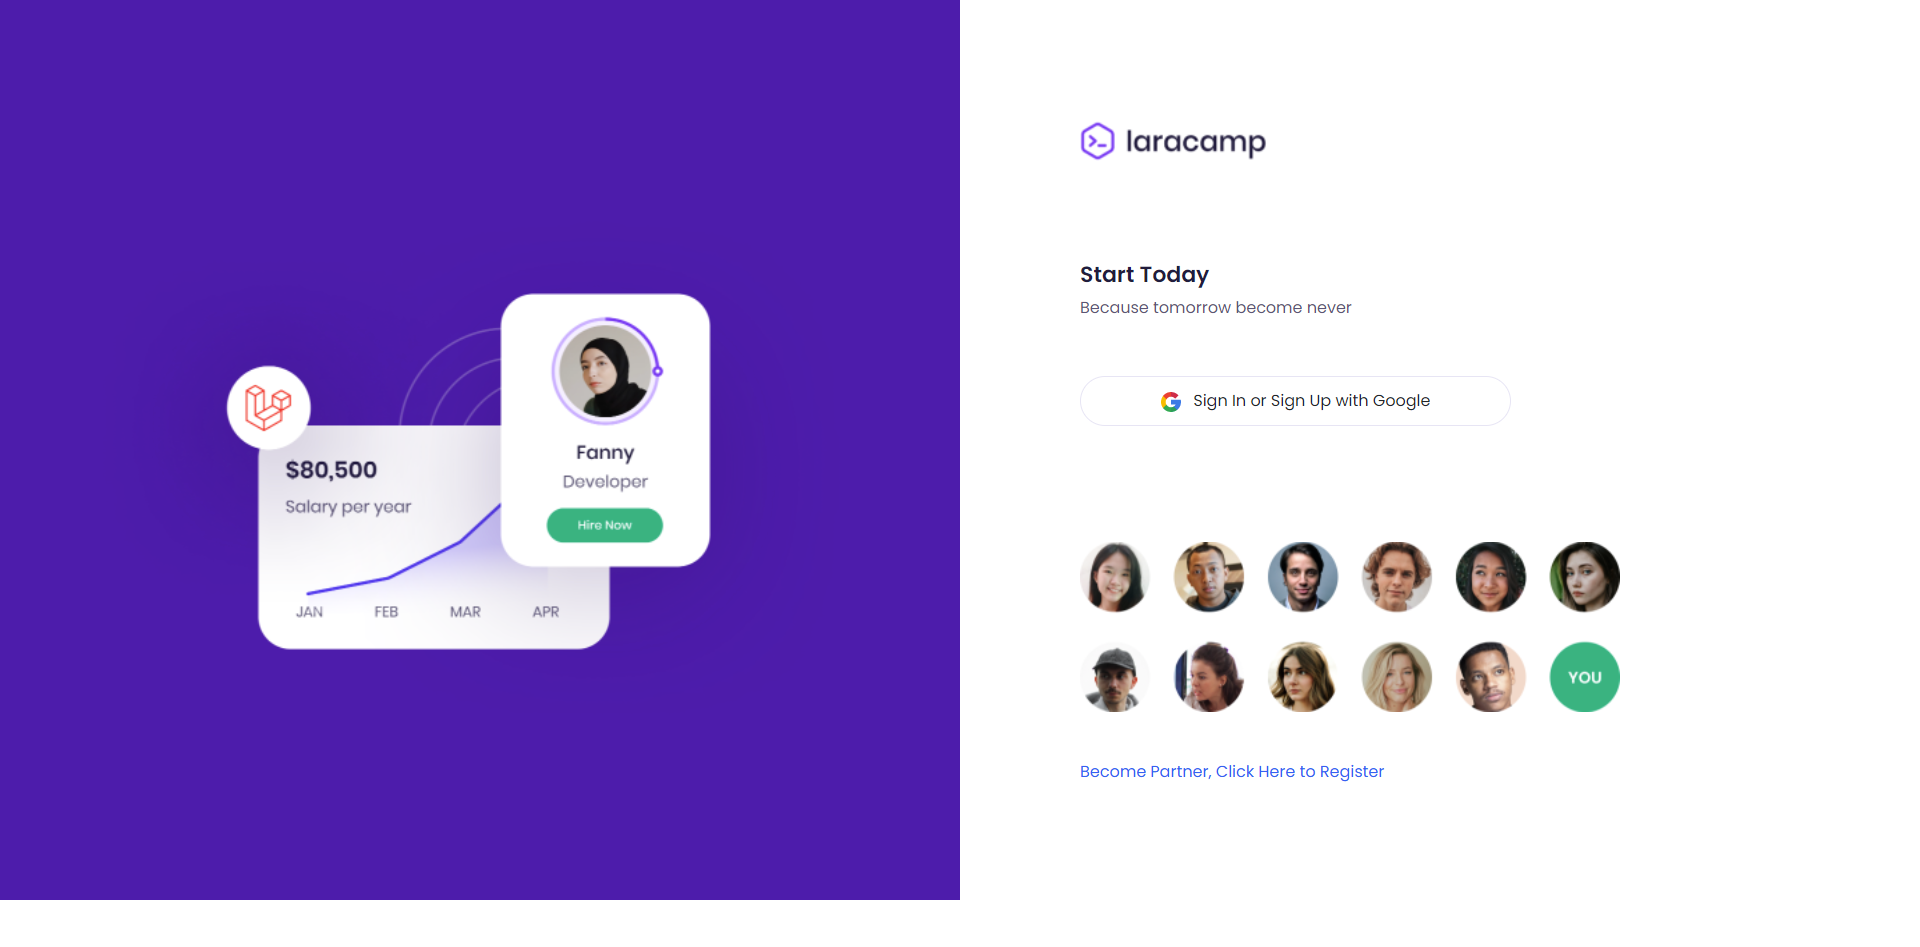 $80,500
Salary per year
JAN FEB MAR APR
Fanny
Developer
Hire Now
laracamp
Start Today
Because tomorrow become never
Sign In or Sign Up with Google
YOU
Become Partner, Click Here to Register